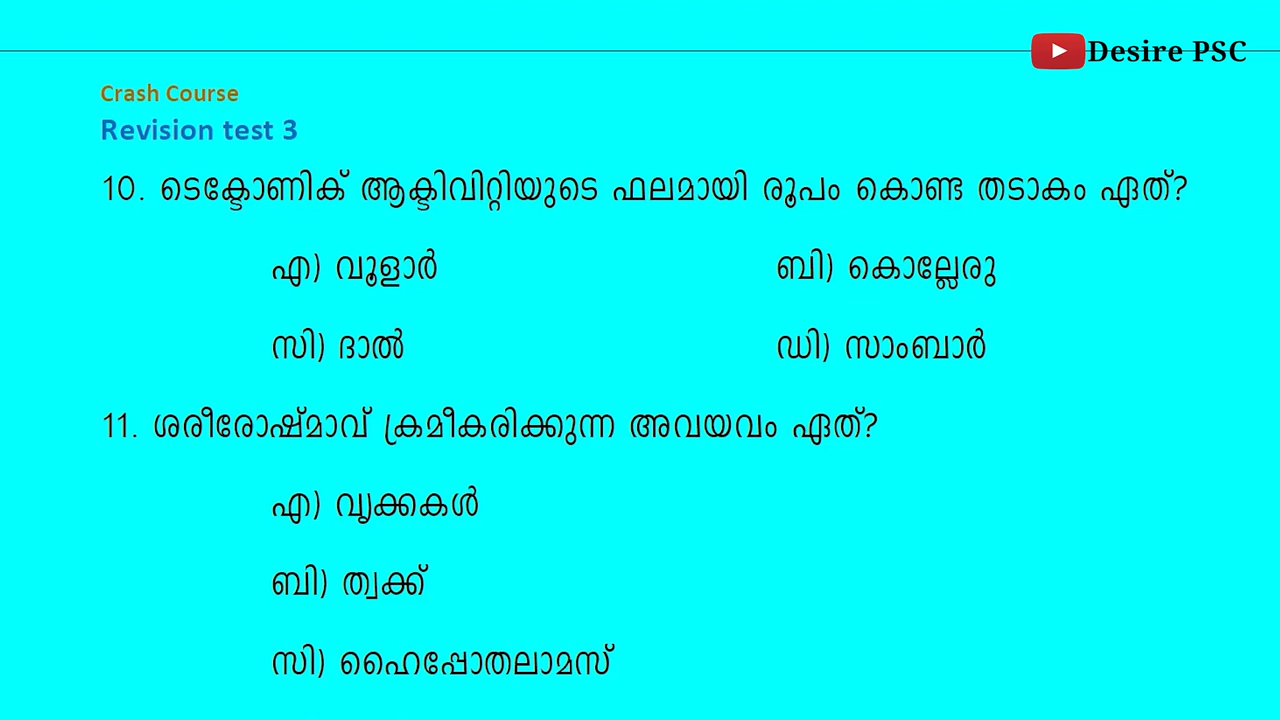 Desire PSC
Crash Course
Revision test 3
10. ടെക്ടോണിക് ആക്ടിവിറ്റിയുടെ ഫലമായി രൂപം കൊണ്ട തടാകം ഏത്?
എ) വൂളാർ ബി) കൊല്ലേരു
സി) ദാൽ ഡി) സാംബാർ
11. ശരീരോഷ്മാവ് ക്രമീകരിക്കുന്ന അവയവം ഏത്?
എ) വൃക്കകൾ
ബി) ത്വക്ക്
സി) ഹൈപ്പോതലാമസ്